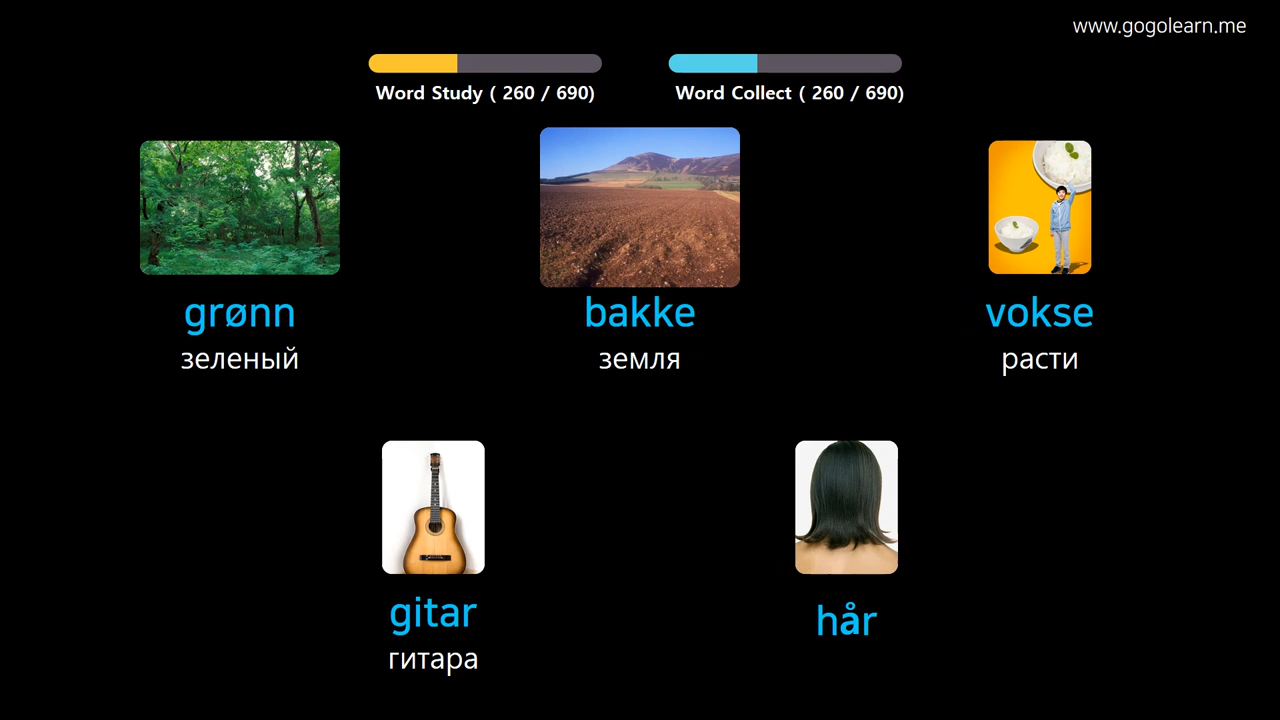 www.gogolearn.me
Word Study ( 260 / 690)
Word Collect ( 260 / 690)
grønn
зеленый
bakke
земля
vokse
расти
gitar
гитара
hår